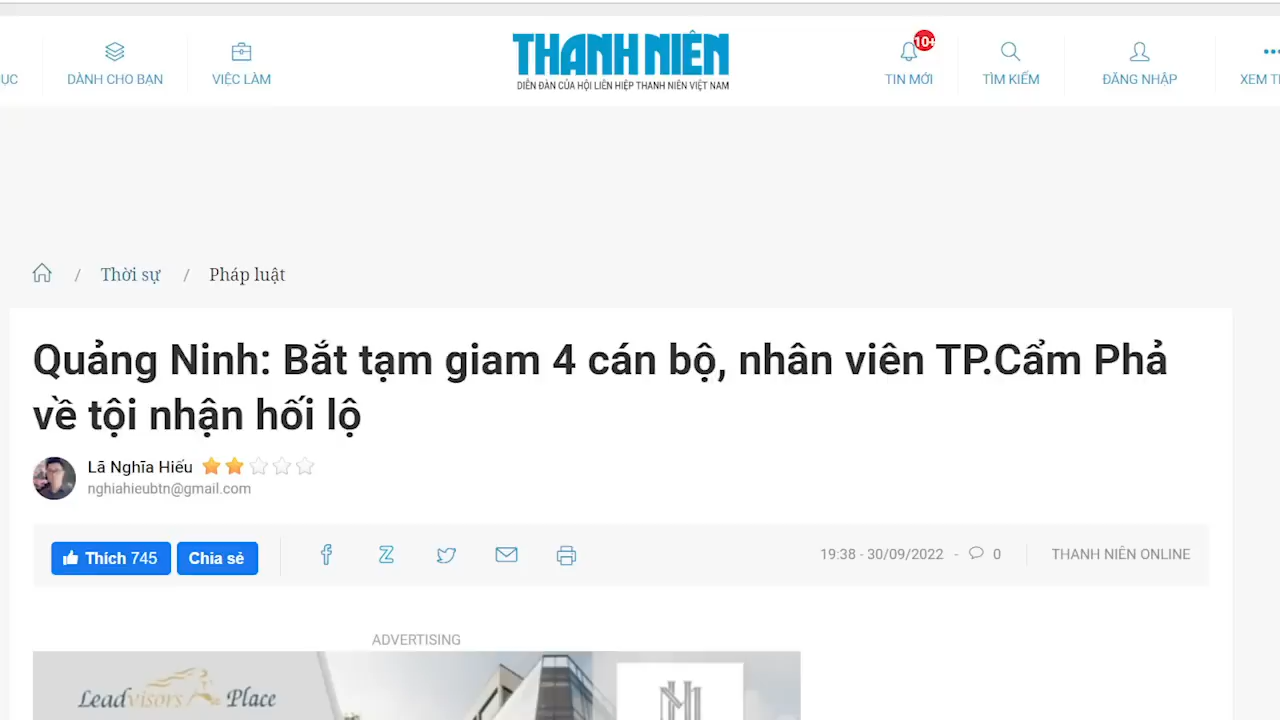 THANH NIÊN
DIỄN ĐÀN CỦA HỘI LIÊN HIỆP THANH NIÊN VIỆT NAM
UC
DÀNH CHO BẠN
VIỆC LÀM
10+
TIN MỚI
TÌM KIẾM
ĐĂNG NHẬP
XEM T
/ Thời sự / Pháp luật
Quảng Ninh: Bắt tạm giam 4 cán bộ, nhân viên TP.Cẩm Phả
về tội nhận hối lộ
Lã Nghĩa Hiếu
nghiahieubtn@gmail.com
Thích 745
Chia sẻ
19:38 - 30/09/2022 - 0
THANH NIÊN ONLINE
ADVERTISING
Leadvisors Place